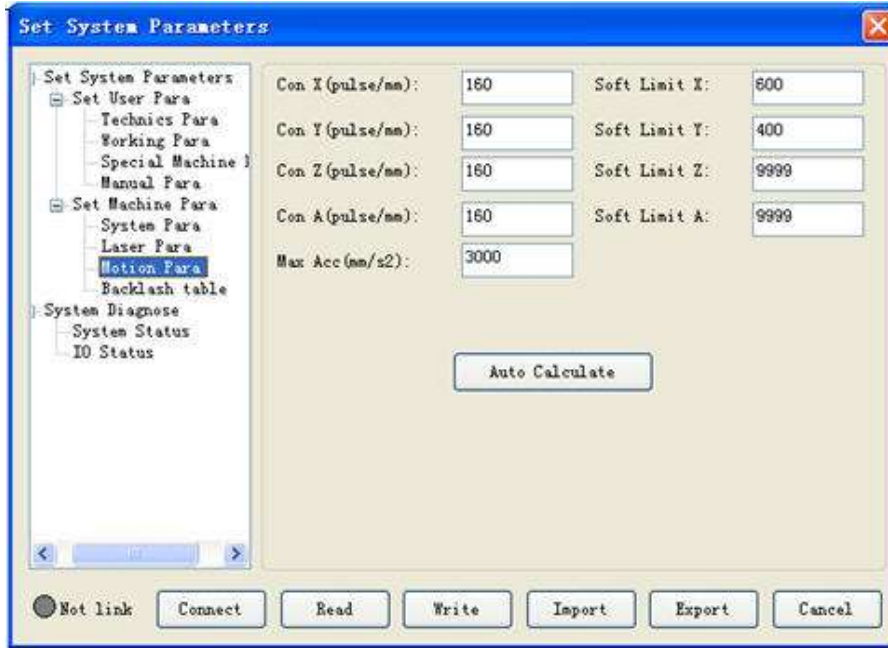 Set System Parameters
Set System Parameters
Set User Para
Technics Para
Working Para
Special Machine
Manual Para
Set Machine Para
System Para
Laser Para
Motion Para
Backlash table
System Diagnose
System Status
IO Status
Con X(pulse/mm): 160 Soft Limit X: 600
Con Y(pulse/mm): 160 Soft Limit Y: 400
Con Z(pulse/mm): 160 Soft Limit Z: 9999
Con A(pulse/mm): 160 Soft Limit A: 9999
Max Acc(mm/s2): 3000
Auto Calculate
Not link Connect Read Write Import Export Cancel